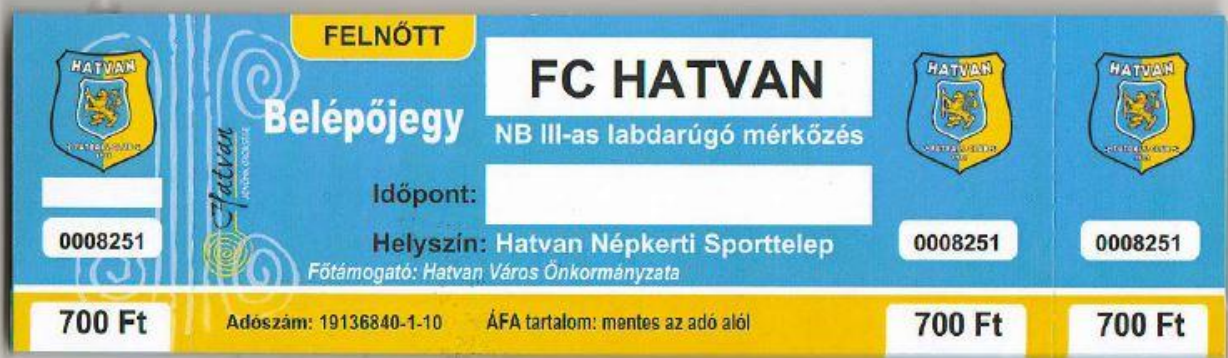 HATVAN
700 Ft
0008251
Hatvan
FELNŐTT
Belépőjegy
FC HATVAN
NB III-as labdarúgó mérkőzés
Időpont:
Helyszín: Hatvan Népkerti Sporttelep
Főtámogató: Hatvan Város Önkormányzata
Adószám: 19136840-1-10 ÁFA tartalom: mentes az adó alól
HATVAN
0008251
700 Ft
HATVAN
0008251
700 Ft